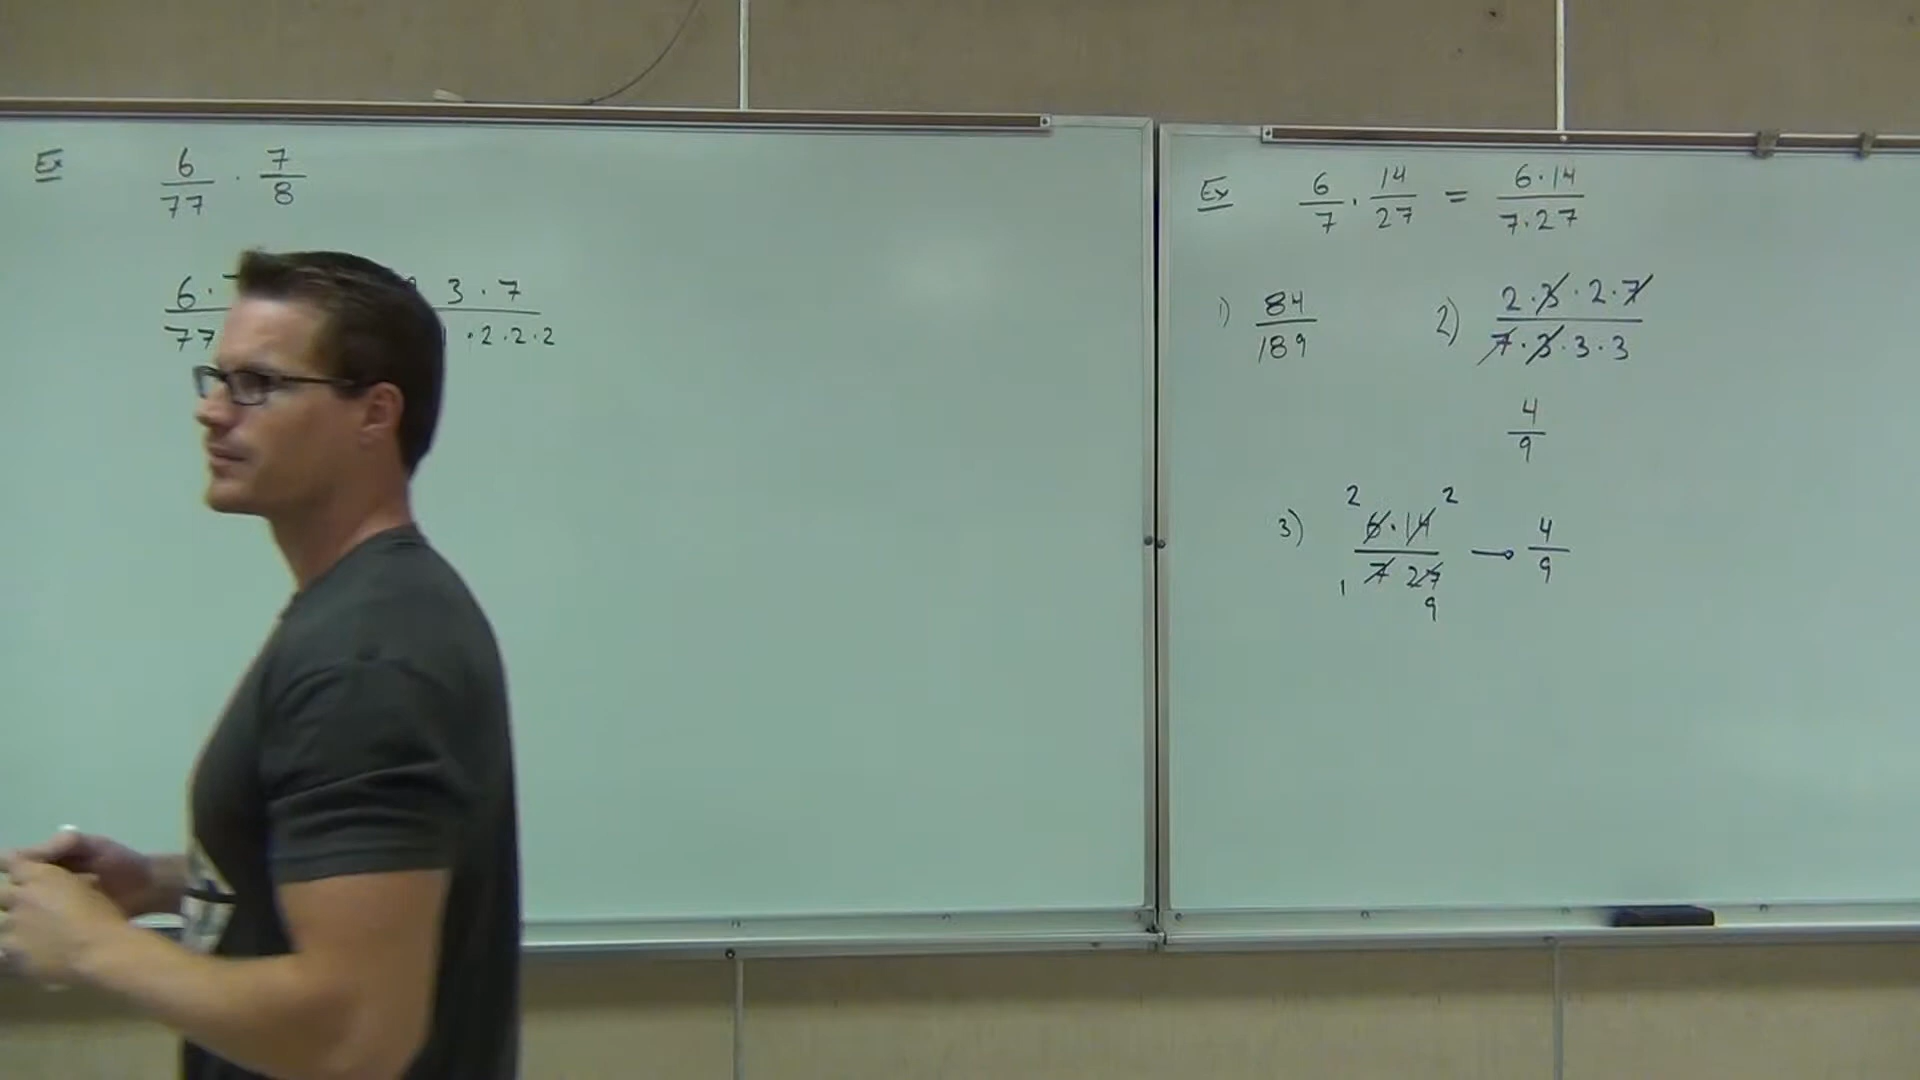 Ex 6/77 · 7/8
6 · 7
77
3 · 7
· 2 · 2 · 2
Ex 6/7 · 14/27 = 6·14/7·27
1) 84/189
2) 2·3·2·7/7·3·3·3
4/9
3) 2 6·14 2/1 7 27 9 → 4/9